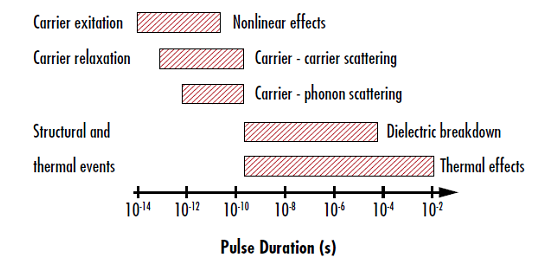 Carrier exitation Nonlinear effects
Carrier relaxation Carrier - carrier scattering
Carrier - phonon scattering
Structural and Dielectric breakdown
thermal events Thermal effects
10-14 10-12 10-10 10-8 10-6 10-4 10-2
Pulse Duration (s)